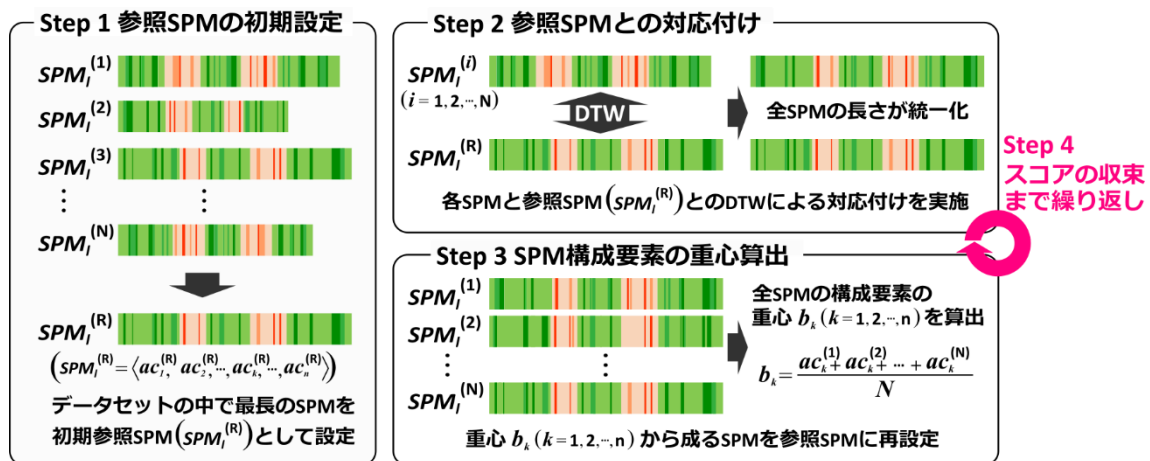 Step 1 参照SPMの初期設定
SPM_l^(1)
SPM_l^(2)
SPM_l^(3)
⋮ ⋮
SPM_l^(N)
SPM_l^(R)
(SPM_l^(R) = ⟨ac_1^(R), ac_2^(R), ⋯, ac_k^(R), ⋯, ac_n^(R)⟩)
データセットの中で最長のSPMを
初期参照SPM(SPM_l^(R))として設定
Step 2 参照SPMとの対応付け
SPM_l^(i)
(i = 1, 2, ⋯, N)
DTW
全SPMの長さが統一化
SPM_l^(R)
各SPMと参照SPM(SPM_l^(R))とのDTWによる対応付けを実施
Step 3 SPM構成要素の重心算出
SPM_l^(1)
SPM_l^(2)
⋮ ⋮
SPM_l^(N)
全SPMの構成要素の
重心 b_k (k = 1, 2, ⋯, n) を算出
b_k = (ac_k^(1) + ac_k^(2) + ⋯ + ac_k^(N)) / N
重心 b_k (k = 1, 2, ⋯, n) から成るSPMを参照SPMに再設定
Step 4
スコアの収束
まで繰り返し